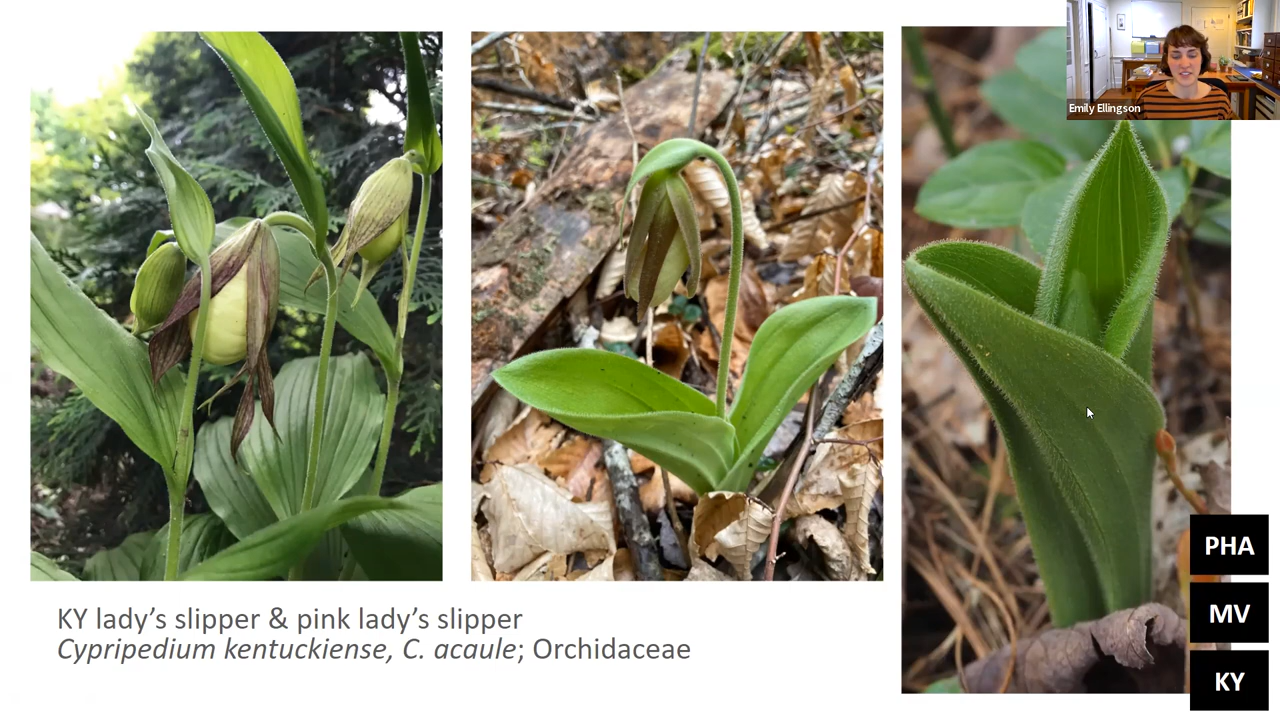 Emily Ellingson
PHA
MV
KY
KY lady's slipper & pink lady's slipper
Cypripedium kentuckiense, C. acaule; Orchidaceae